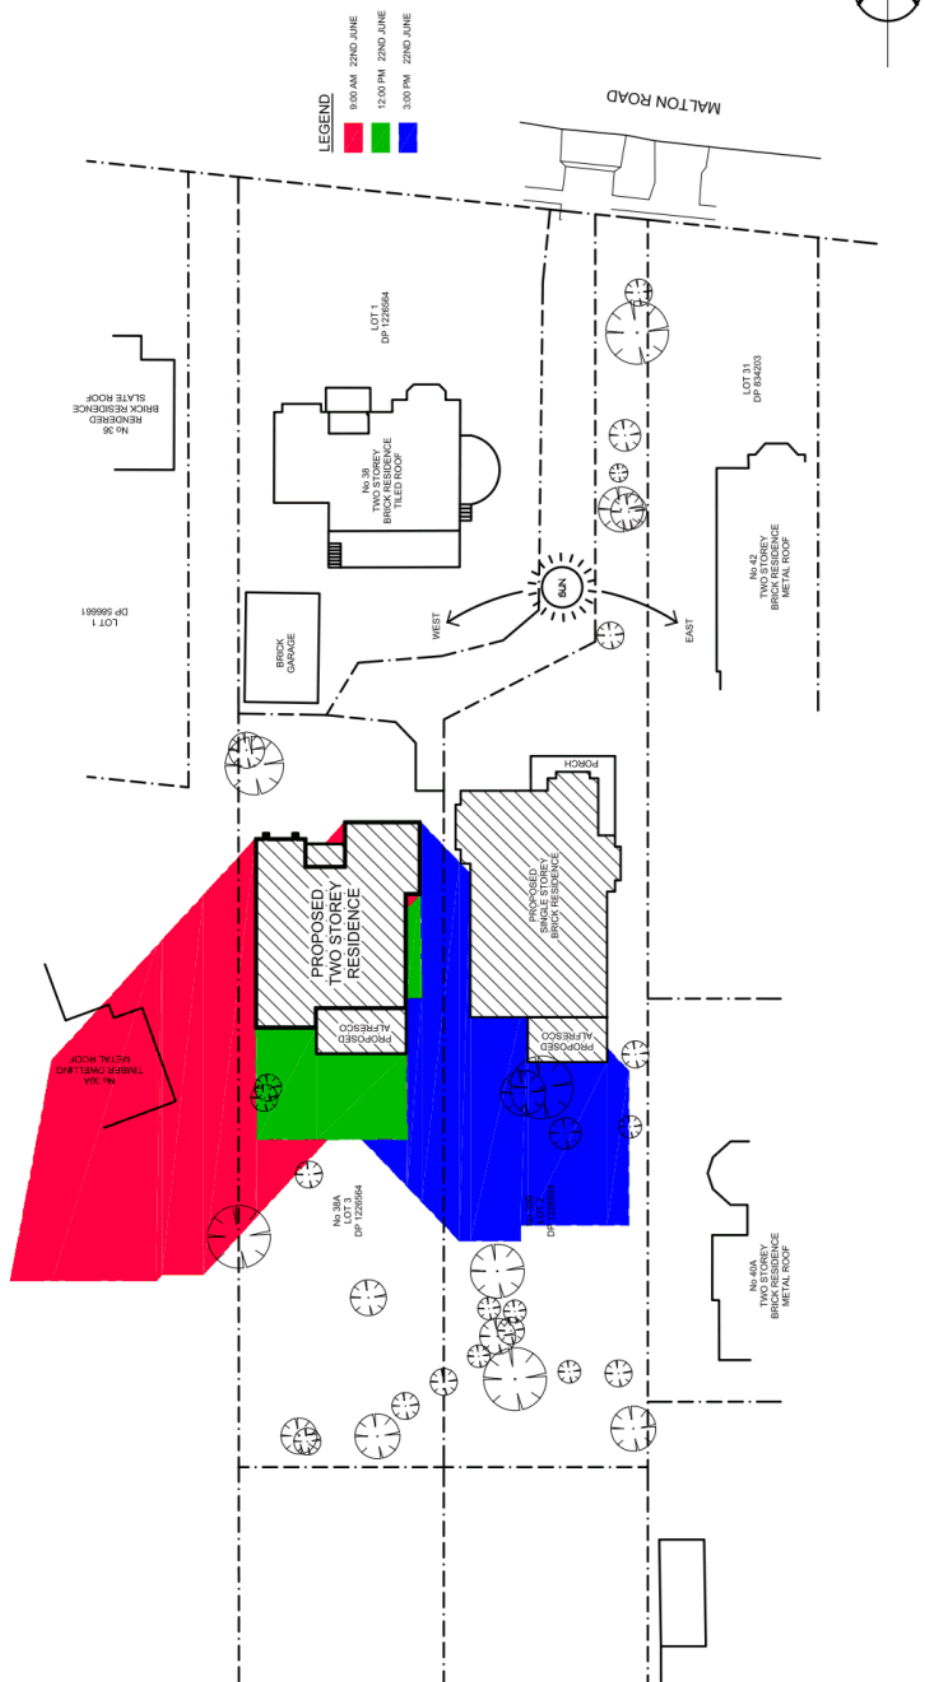 LEGEND
9:00 AM 22ND JUNE
12:00 PM 22ND JUNE
3:00 PM 22ND JUNE
MALTON ROAD
No 36
RENDERED
BRICK RESIDENCE
SLATE ROOF
LOT 1
DP 1226564
LOT 31
DP 834203
No 38
TWO STOREY
BRICK RESIDENCE
TILED ROOF
No 42
TWO STOREY
BRICK RESIDENCE
METAL ROOF
LOT 1
DP 586661
BRICK
GARAGE
WEST
SUN
EAST
PORCH
PROPOSED
TWO STOREY
RESIDENCE
PROPOSED
SINGLE STOREY
BRICK RESIDENCE
PROPOSED
ALFRESCO
PROPOSED
ALFRESCO
TIMBER DWELLING
METAL ROOF
No 38A
LOT 3
DP 1226564
LOT 2
No 40A
TWO STOREY
BRICK RESIDENCE
METAL ROOF